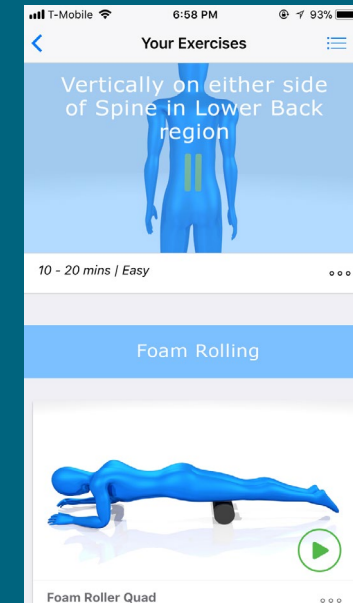 T-Mobile 6:58 PM 93%
Your Exercises
Vertically on either side
of Spine in Lower Back
region
10 - 20 mins | Easy
Foam Rolling
Foam Roller Quad